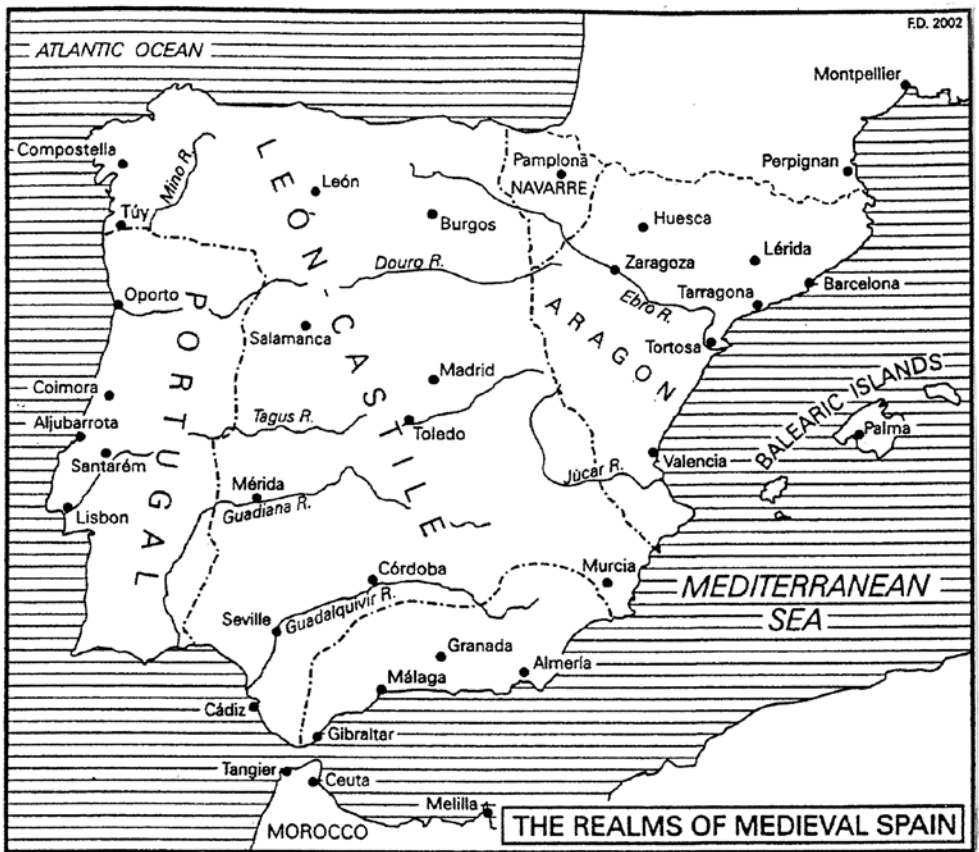 F.D. 2002
ATLANTIC OCEAN
Montpellier
Compostella
Mino R.
LEÓN-CASTILE
León
Pamplona
NAVARRE
Perpignan
Túy
Burgos
Huesca
Douro R.
Zaragoza
Lérida
Oporto
PORTUGAL
Ebro R.
Tarragona
Barcelona
Salamanca
ARAGON
Tortosa
Coimora
Madrid
BALEARIC ISLANDS
Aljubarrota
Tagus R.
Toledo
Palma
Santarém
Jùcar R.
Valencia
Mérida
Lisbon
Guadiana R.
Córdoba
Murcia
MEDITERRANEAN
SEA
Seville
Guadalquivir R.
Granada
Almería
Málaga
Cádiz
Gibraltar
Tangier
Ceuta
Melilla
MOROCCO
THE REALMS OF MEDIEVAL SPAIN